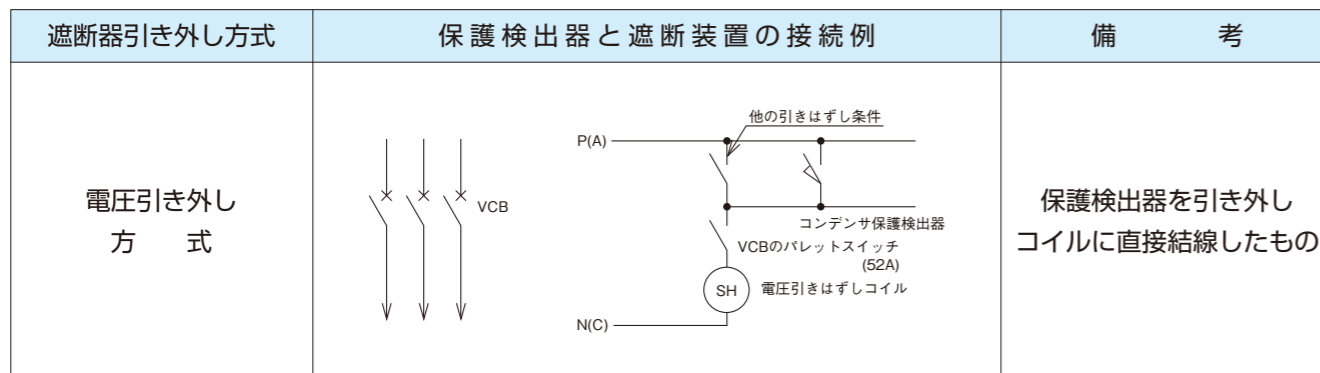 遮断器引き外し方式
保護検出器と遮断装置の接続例
備考
電圧引き外し
方式
他の引きはずし条件
P(A)
VCB
コンデンサ保護検出器
VCBのパレットスイッチ
(52A)
SH
電圧引きはずしコイル
N(C)
保護検出器を引き外し
コイルに直接結線したもの